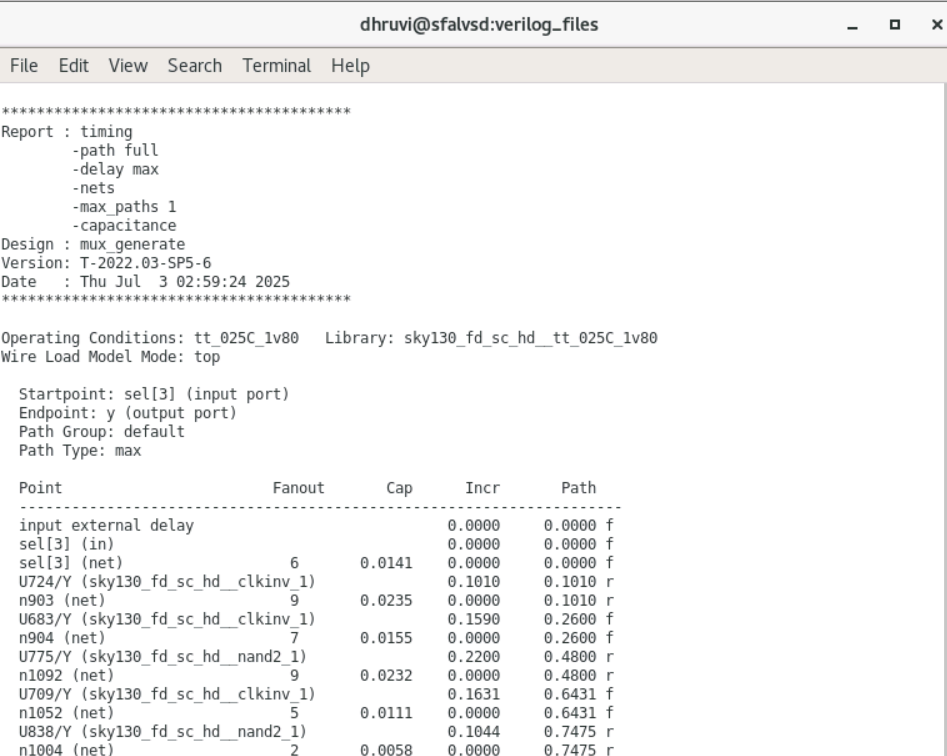 dhruvi@sfalvsd:verilog_files
File Edit View Search Terminal Help
****************************************
Report : timing
        -path full
        -delay max
        -nets
        -max_paths 1
        -capacitance
Design : mux_generate
Version: T-2022.03-SP5-6
Date   : Thu Jul  3 02:59:24 2025
****************************************
Operating Conditions: tt_025C_1v80   Library: sky130_fd_sc_hd__tt_025C_1v80
Wire Load Model Mode: top
  Startpoint: sel[3] (input port)
  Endpoint: y (output port)
  Path Group: default
  Path Type: max
  Point                        Fanout       Cap      Incr       Path
  ---------------------------------------------------------------------
  input external delay                             0.0000     0.0000 f
  sel[3] (in)                                      0.0000     0.0000 f
  sel[3] (net)                   6       0.0141    0.0000     0.0000 f
  U724/Y (sky130_fd_sc_hd__clkinv_1)               0.1010     0.1010 r
  n903 (net)                     9       0.0235    0.0000     0.1010 r
  U683/Y (sky130_fd_sc_hd__clkinv_1)               0.1590     0.2600 f
  n904 (net)                     7       0.0155    0.0000     0.2600 f
  U775/Y (sky130_fd_sc_hd__nand2_1)                0.2200     0.4800 r
  n1092 (net)                    9       0.0232    0.0000     0.4800 r
  U709/Y (sky130_fd_sc_hd__clkinv_1)               0.1631     0.6431 f
  n1052 (net)                    5       0.0111    0.0000     0.6431 f
  U838/Y (sky130_fd_sc_hd__nand2_1)                0.1044     0.7475 r
  n1004 (net)                    2       0.0058    0.0000     0.7475 r